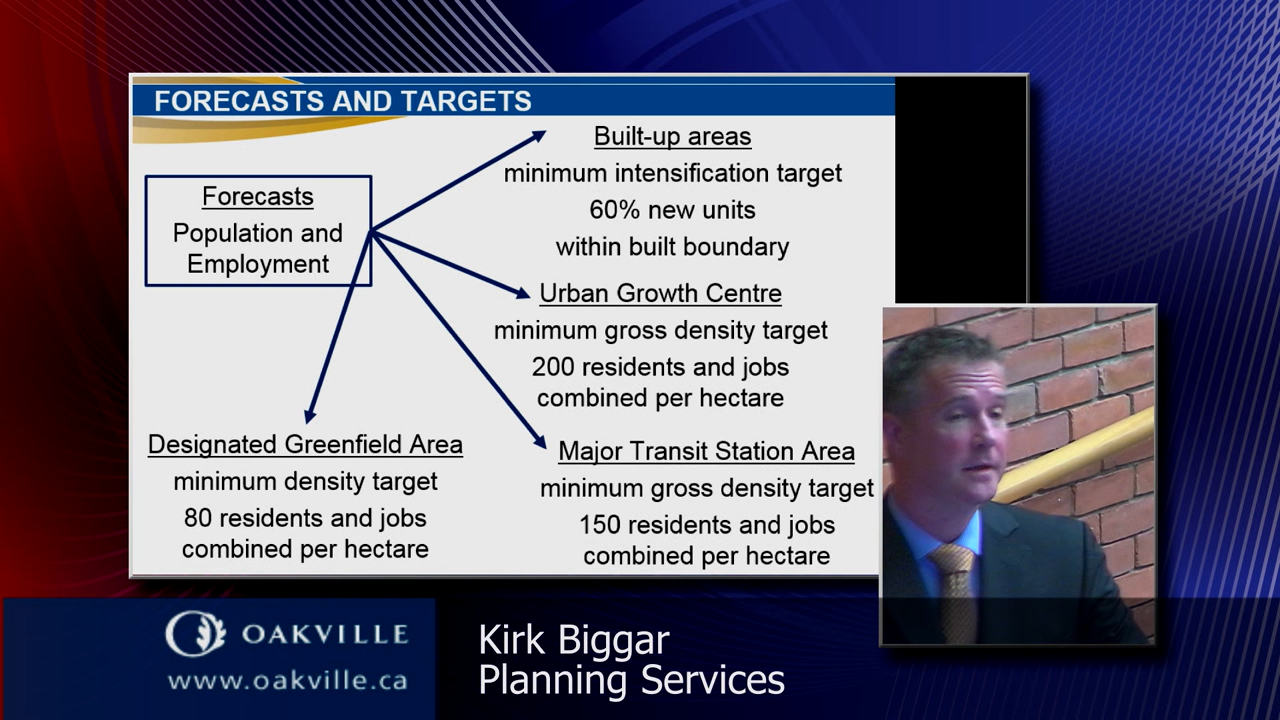 FORECASTS AND TARGETS
Forecasts
Population and
Employment
Built-up areas
minimum intensification target
60% new units
within built boundary
Urban Growth Centre
minimum gross density target
200 residents and jobs
combined per hectare
Designated Greenfield Area
minimum density target
80 residents and jobs
combined per hectare
Major Transit Station Area
minimum gross density target
150 residents and jobs
combined per hectare
OAKVILLE
www.oakville.ca
Kirk Biggar
Planning Services